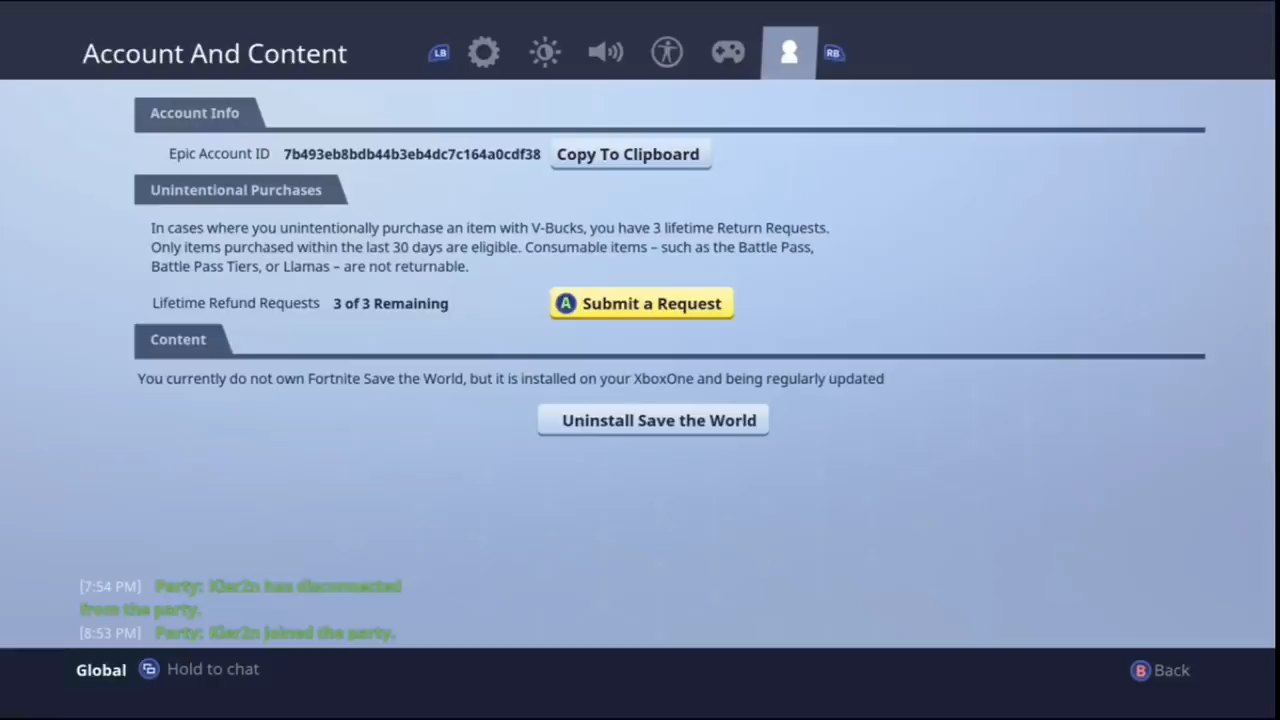 Account And Content
LB
RB
Account Info
Epic Account ID 7b493eb8bdb44b3eb4dc7c164a0cdf38 Copy To Clipboard
Unintentional Purchases
In cases where you unintentionally purchase an item with V-Bucks, you have 3 lifetime Return Requests.
Only items purchased within the last 30 days are eligible. Consumable items – such as the Battle Pass,
Battle Pass Tiers, or Llamas – are not returnable.
Lifetime Refund Requests 3 of 3 Remaining A Submit a Request
Content
You currently do not own Fortnite Save the World, but it is installed on your XboxOne and being regularly updated
Uninstall Save the World
[7:54 PM] Party: Kier2n has disconnected
from the party.
[8:53 PM] Party: Kier2n joined the party.
Global Hold to chat
B Back